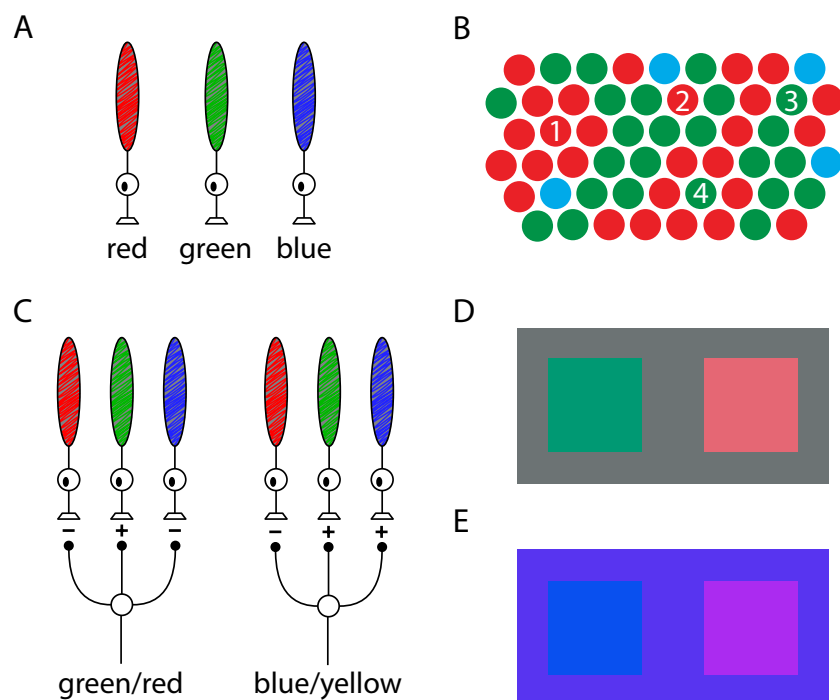 A
red green blue
B
2 3
1
4
C
− + − − + +
green/red blue/yellow
D
E